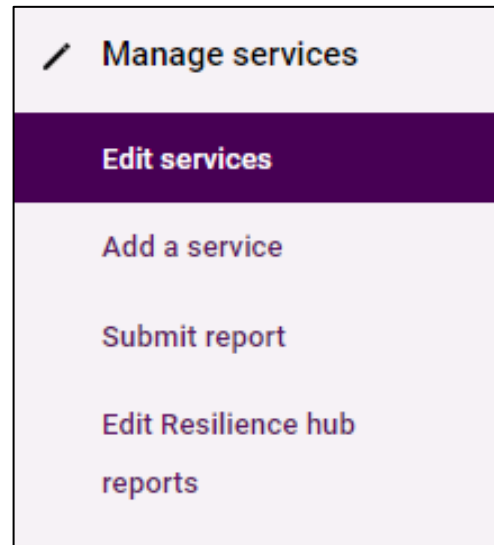 Manage services
Edit services
Add a service
Submit report
Edit Resilience hub
reports